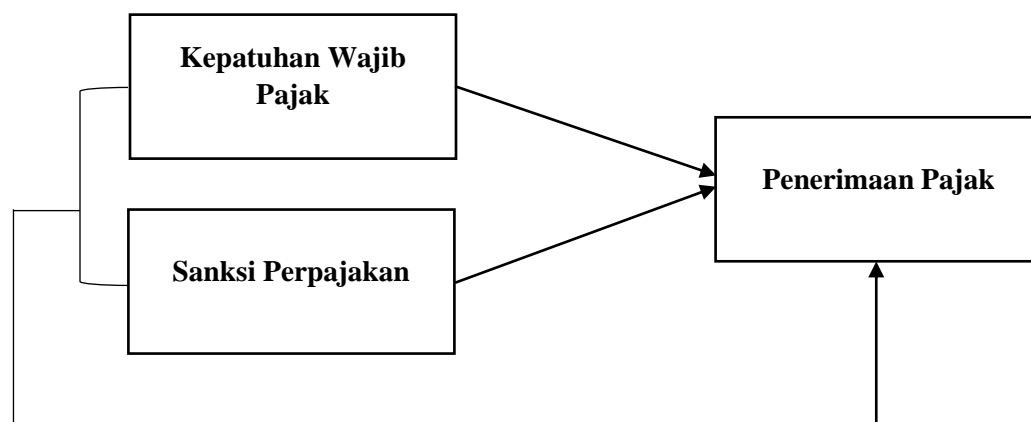 Kepatuhan Wajib
Pajak
Penerimaan Pajak
Sanksi Perpajakan